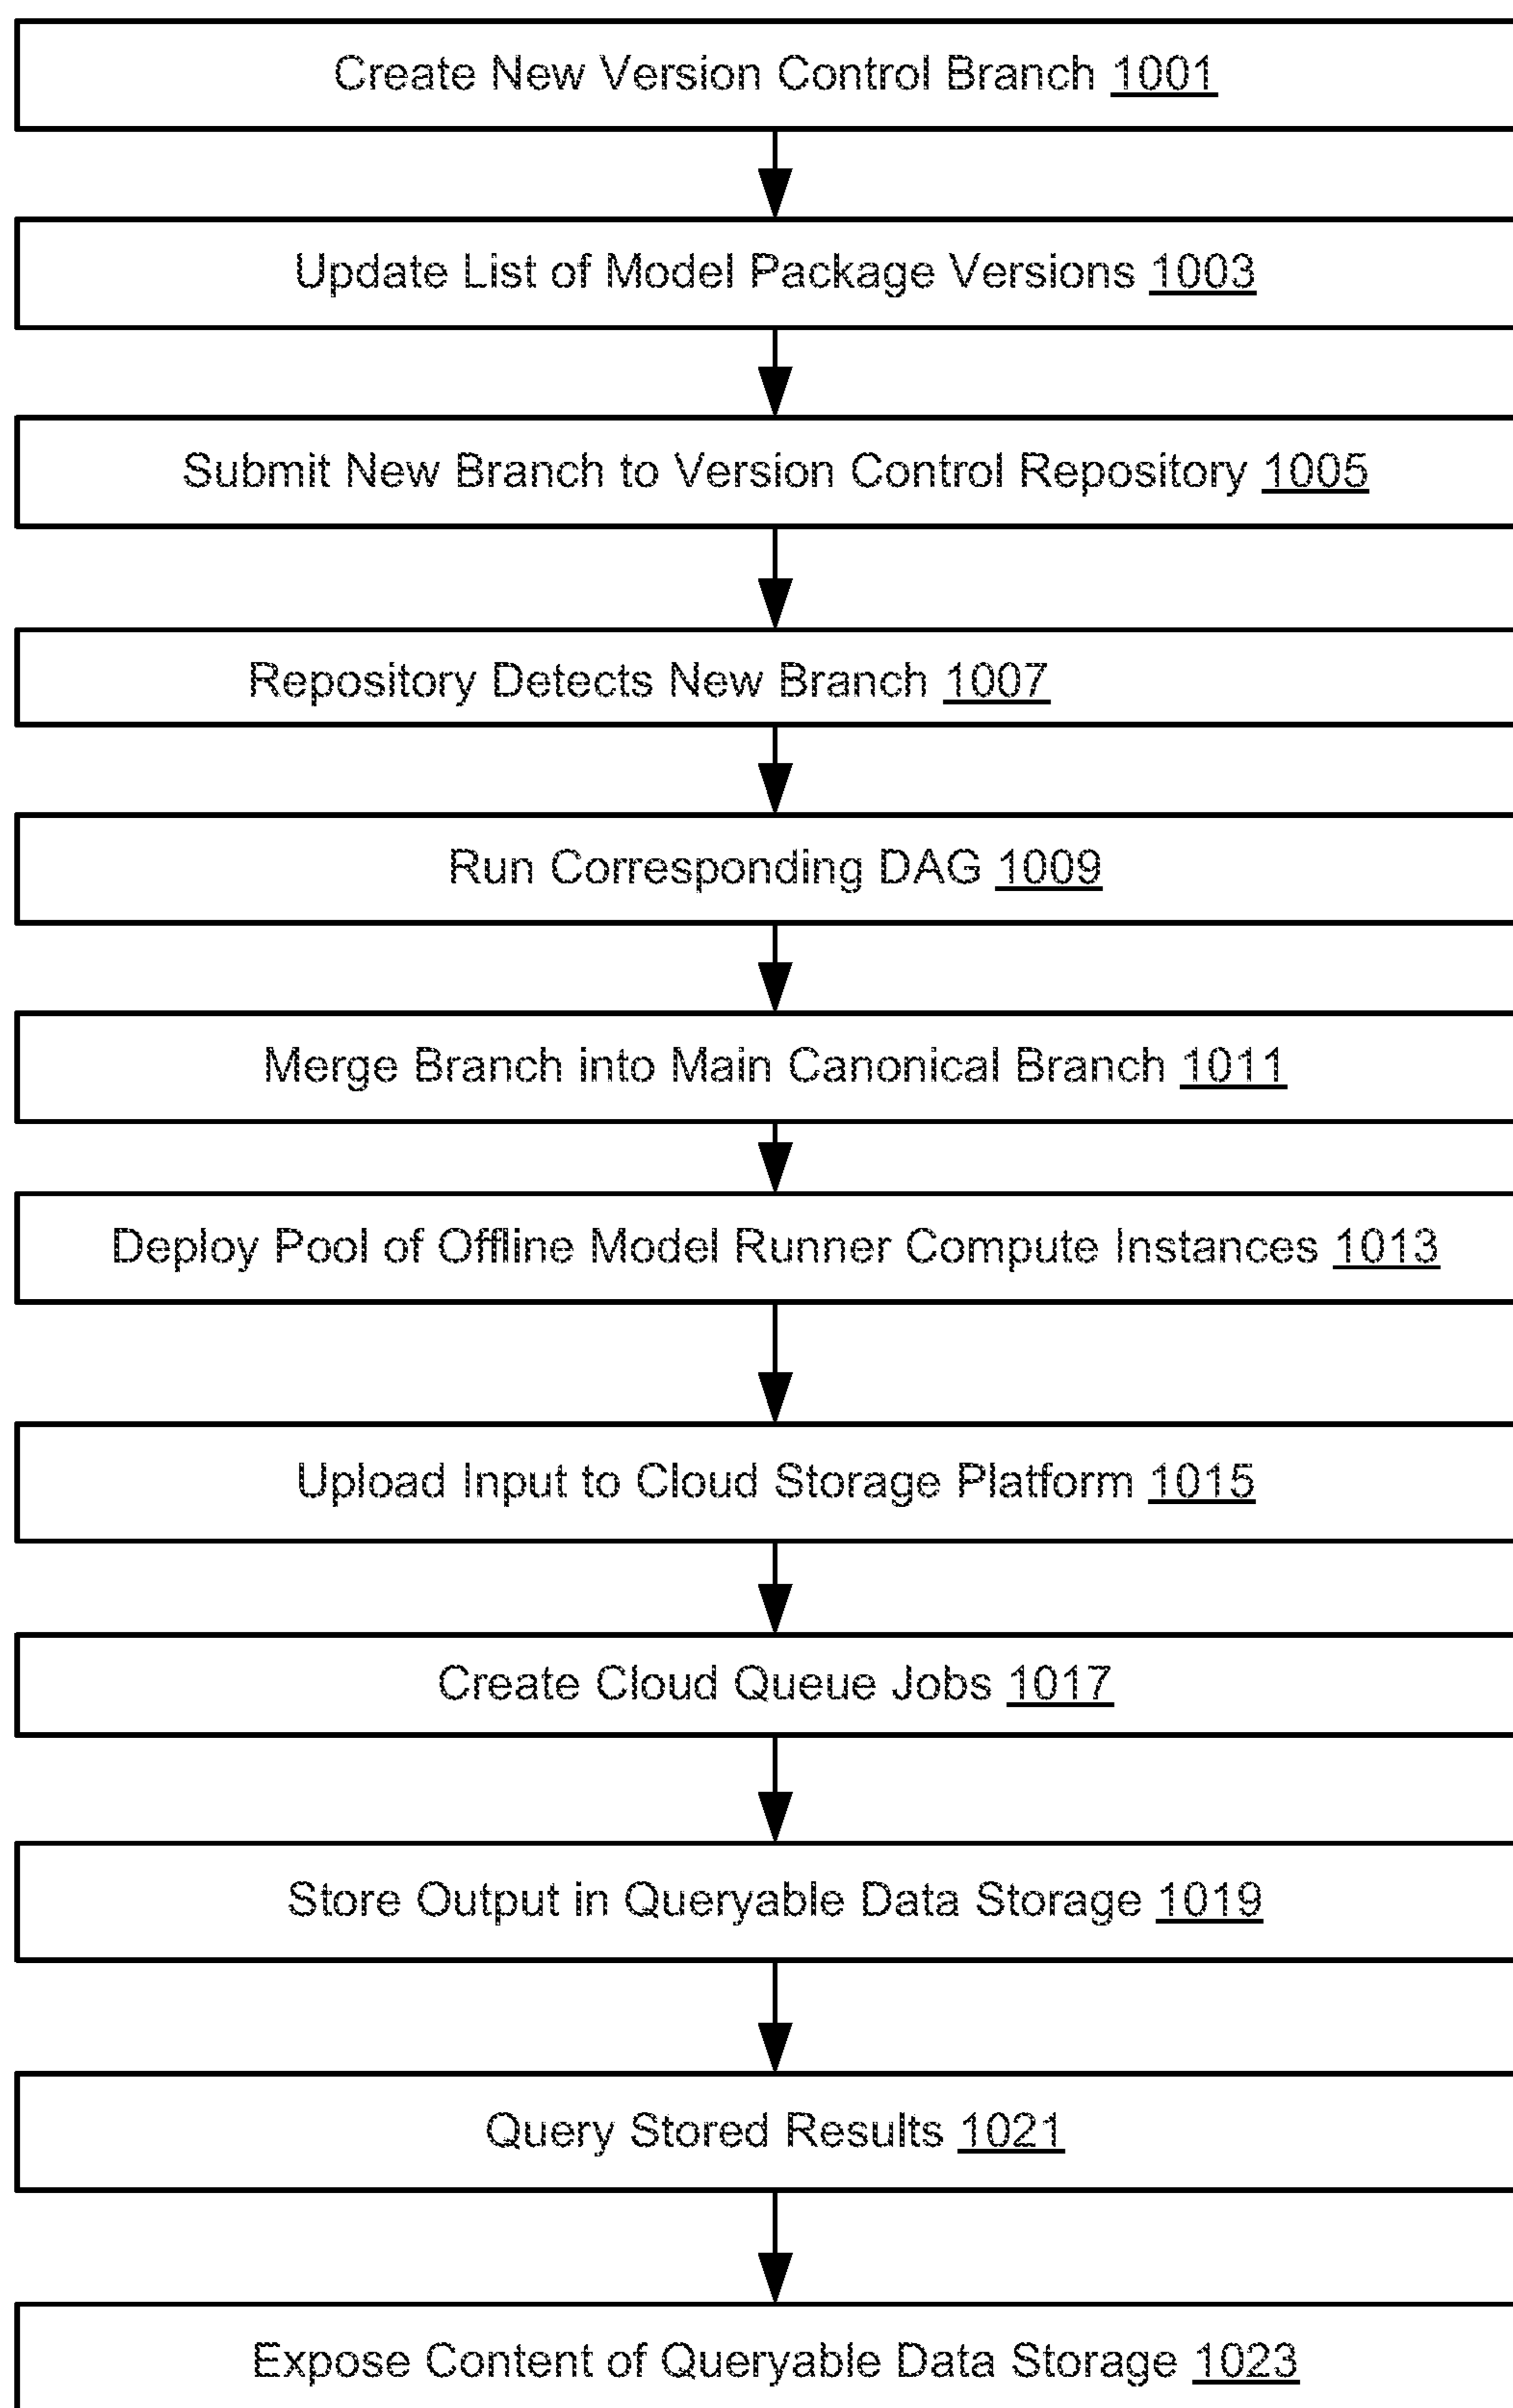 Create New Version Control Branch 1001
Update List of Model Package Versions 1003
Submit New Branch to Version Control Repository 1005
Repository Detects New Branch 1007
Run Corresponding DAG 1009
Merge Branch into Main Canonical Branch 1011
Deploy Pool of Offline Model Runner Compute Instances 1013
Upload Input to Cloud Storage Platform 1015
Create Cloud Queue Jobs 1017
Store Output in Queryable Data Storage 1019
Query Stored Results 1021
Expose Content of Queryable Data Storage 1023